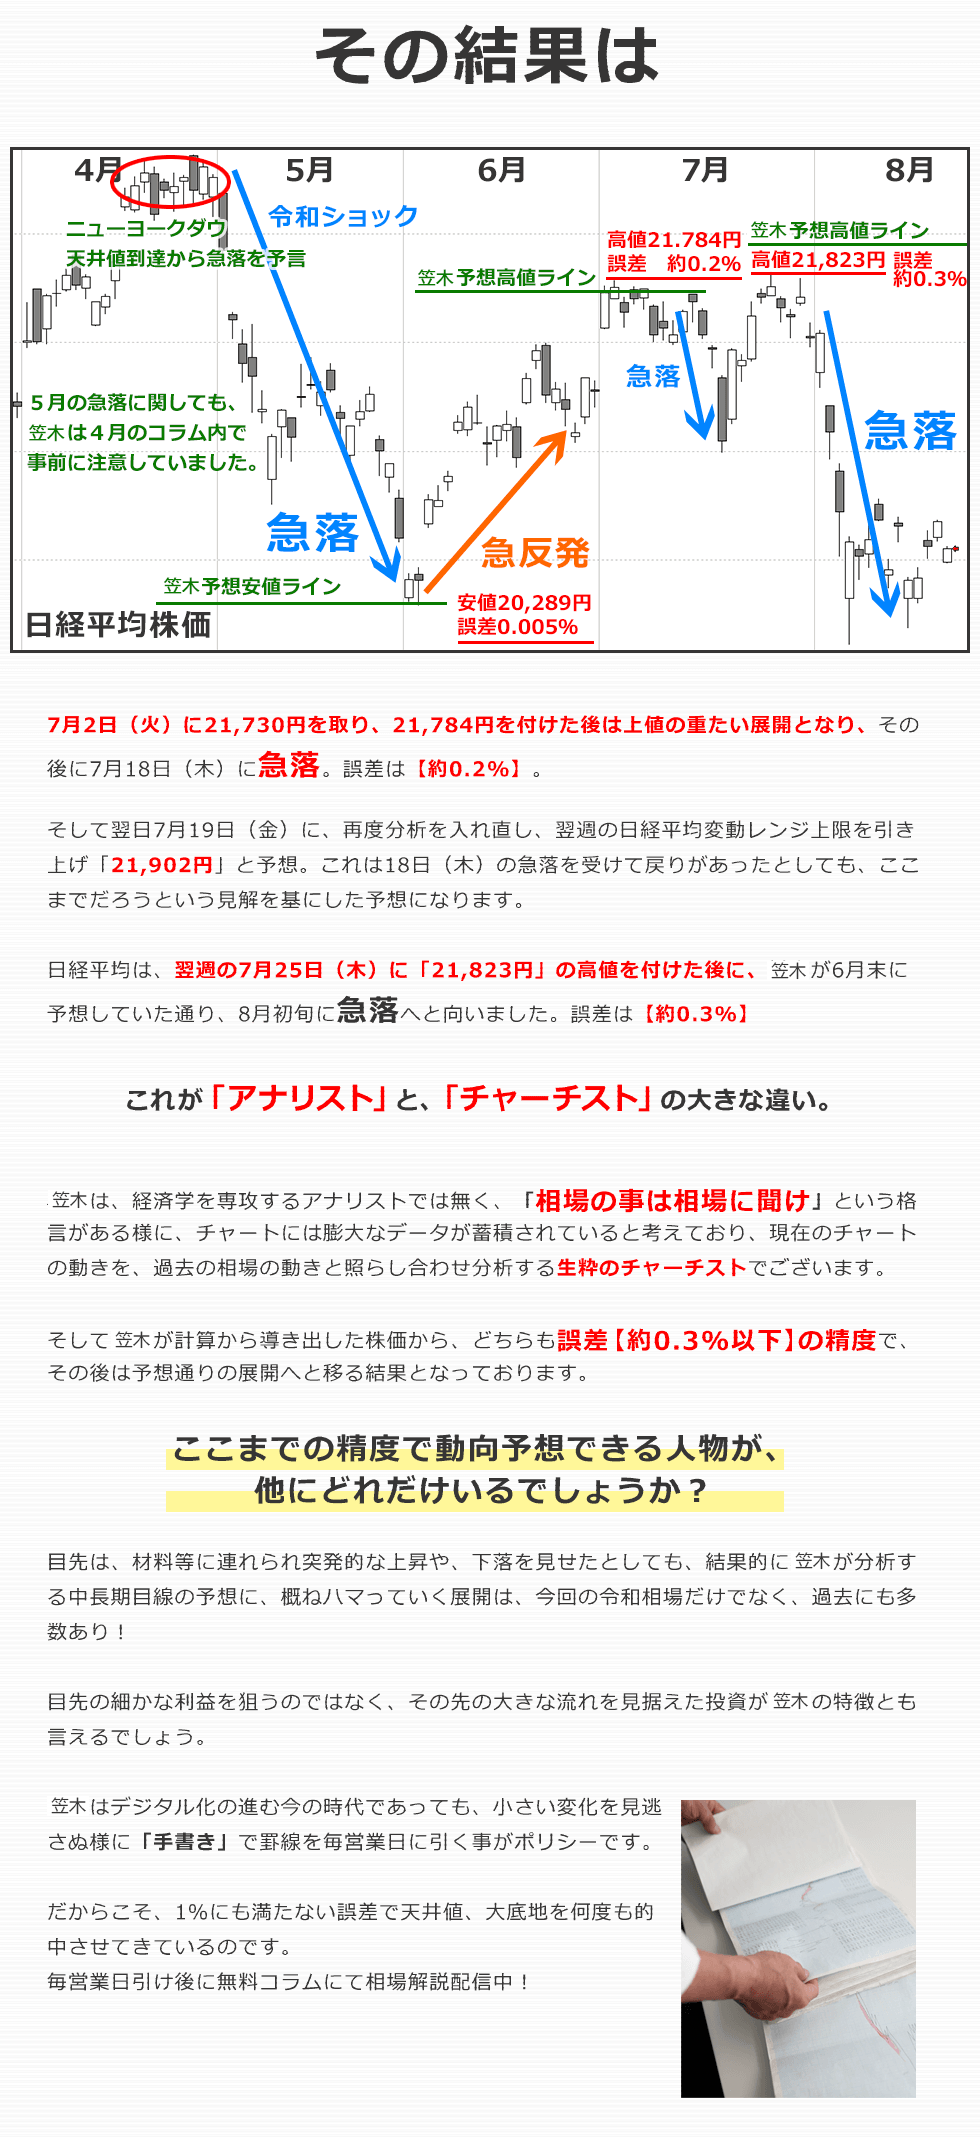 その結果は
4月 5月 6月 7月 8月
ニューヨークダウ
天井値到達から急落を予言
令和ショック
笠木予想高値ライン
高値21.784円
誤差 約0.2%
笠木予想高値ライン
高値21,823円
誤差
約0.3%
急落
急落
５月の急落に関しても、
笠木は４月のコラム内で
事前に注意していました。
急落
急反発
笠木予想安値ライン
安値20,289円
誤差0.005%
日経平均株価
7月2日（火）に21,730円を取り、21,784円を付けた後は上値の重たい展開となり、その
後に7月18日（木）に急落。誤差は【約0.2%】。
そして翌日7月19日（金）に、再度分析を入れ直し、翌週の日経平均変動レンジ上限を引き
上げ「21,902円」と予想。これは18日（木）の急落を受けて戻りがあったとしても、ここ
までだろうという見解を基にした予想になります。
日経平均は、翌週の7月25日（木）に「21,823円」の高値を付けた後に、笠木が6月末に
予想していた通り、8月初旬に急落へと向いました。誤差は【約0.3%】
これが「アナリスト」と、「チャーチスト」の大きな違い。
笠木は、経済学を専攻するアナリストでは無く、『相場の事は相場に聞け』という格
言がある様に、チャートには膨大なデータが蓄積されていると考えており、現在のチャート
の動きを、過去の相場の動きと照らし合わせ分析する生粋のチャーチストでございます。
そして笠木が計算から導き出した株価から、どちらも誤差【約0.3%以下】の精度で、
その後は予想通りの展開へと移る結果となっております。
ここまでの精度で動向予想できる人物が、
他にどれだけいるでしょうか？
目先は、材料等に連れられ突発的な上昇や、下落を見せたとしても、結果的に笠木が分析す
る中長期目線の予想に、概ねハマっていく展開は、今回の令和相場だけでなく、過去にも多
数あり！
目先の細かな利益を狙うのではなく、その先の大きな流れを見据えた投資が笠木の特徴とも
言えるでしょう。
笠木はデジタル化の進む今の時代であっても、小さい変化を見逃
さぬ様に「手書き」で罫線を毎営業日に引く事がポリシーです。
だからこそ、1%にも満たない誤差で天井値、大底地を何度も的
中させてきているのです。
毎営業日引け後に無料コラムにて相場解説配信中！